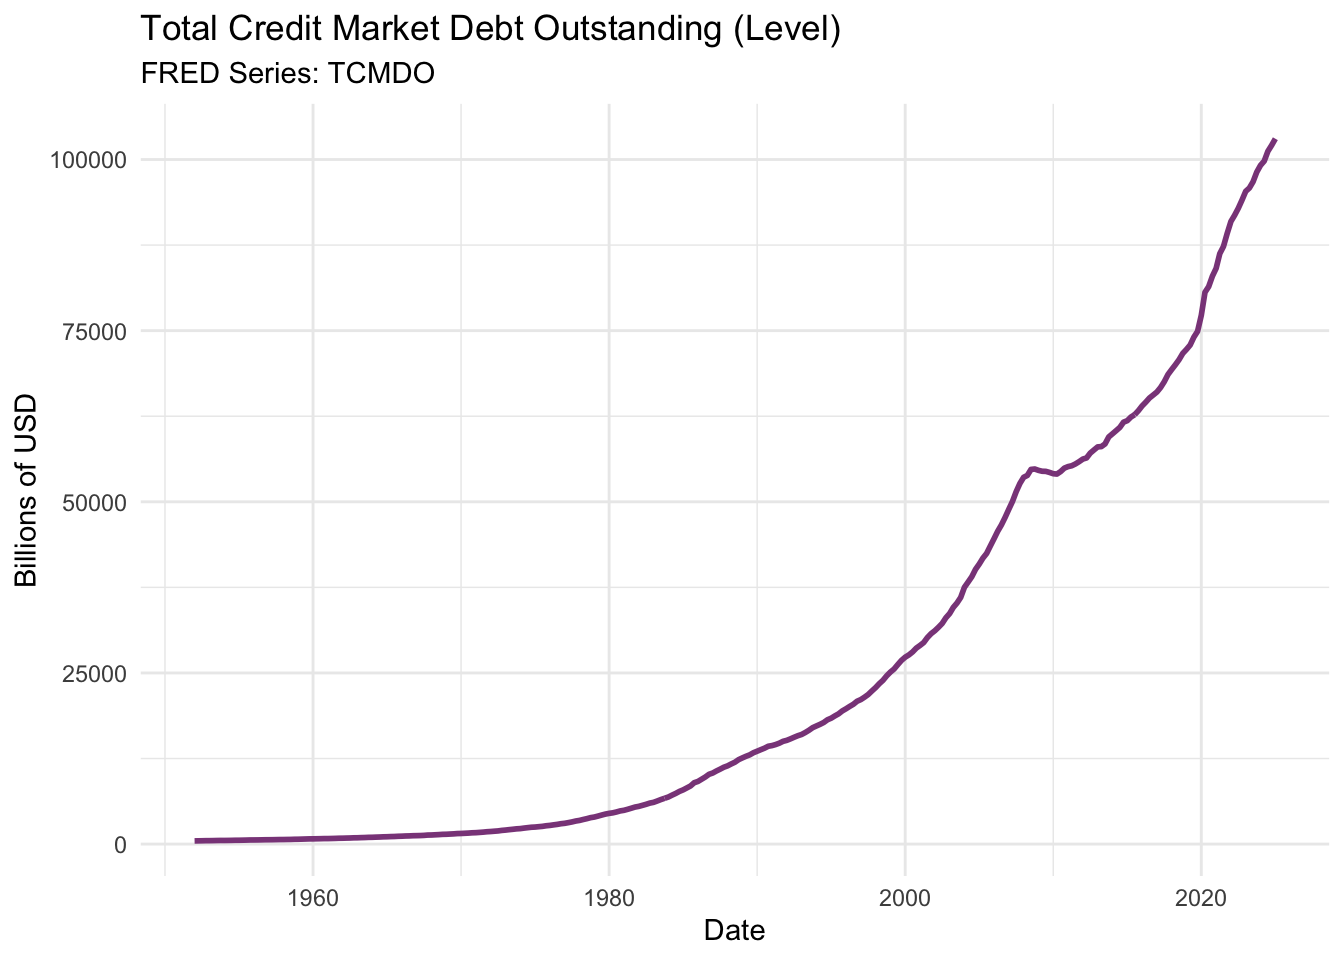 Total Credit Market Debt Outstanding (Level)
FRED Series: TCMDO
Billions of USD
100000
75000
50000
25000
0
1960
1980
2000
2020
Date